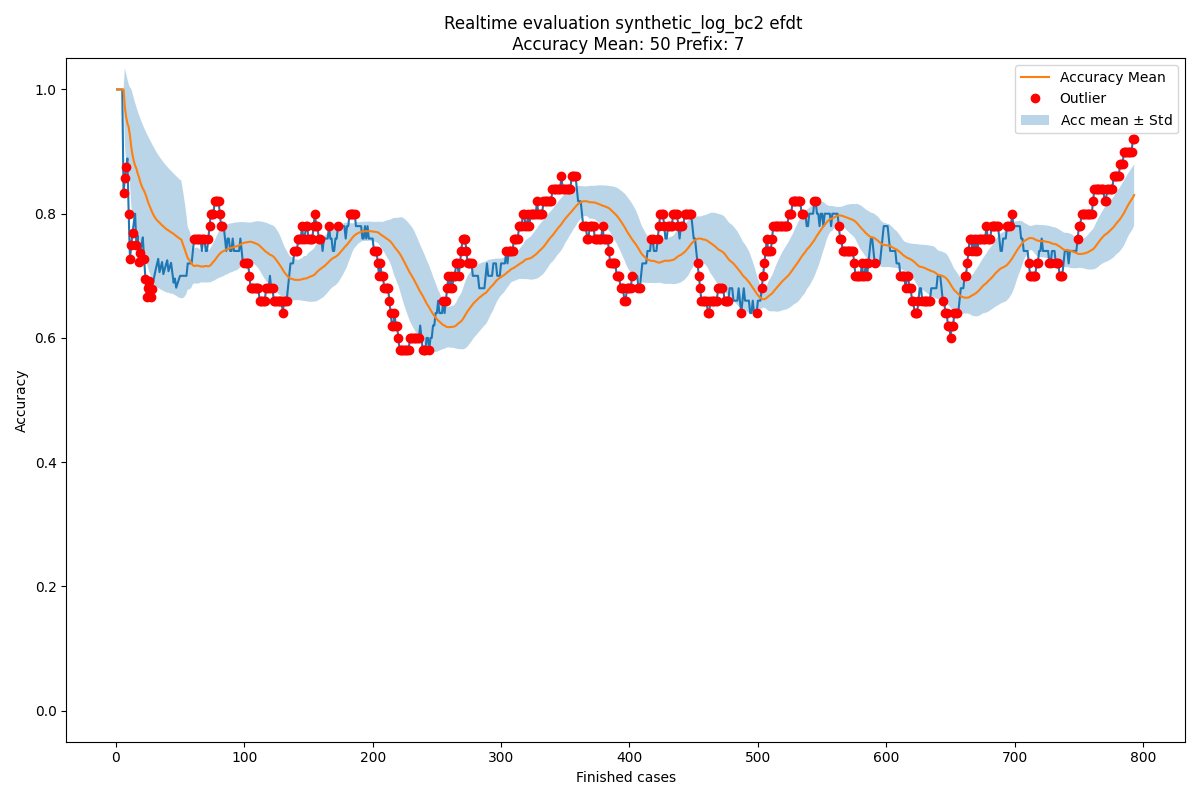 Realtime evaluation synthetic_log_bc2 efdt
Accuracy Mean: 50 Prefix: 7
Accuracy Mean
Outlier
Acc mean ± Std
1.0
0.8
0.6
0.4
0.2
0.0
Accuracy
0 100 200 300 400 500 600 700 800
Finished cases